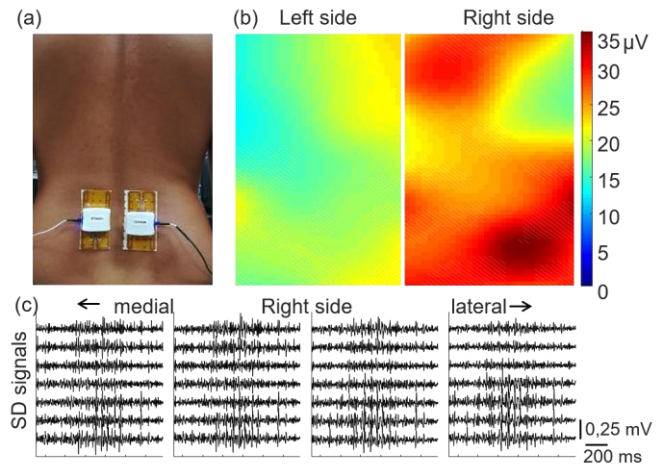 (a)
(b) Left side Right side
35 µV
30
25
20
15
10
5
0
(c) ← medial Right side lateral →
SD signals
0,25 mV
200 ms